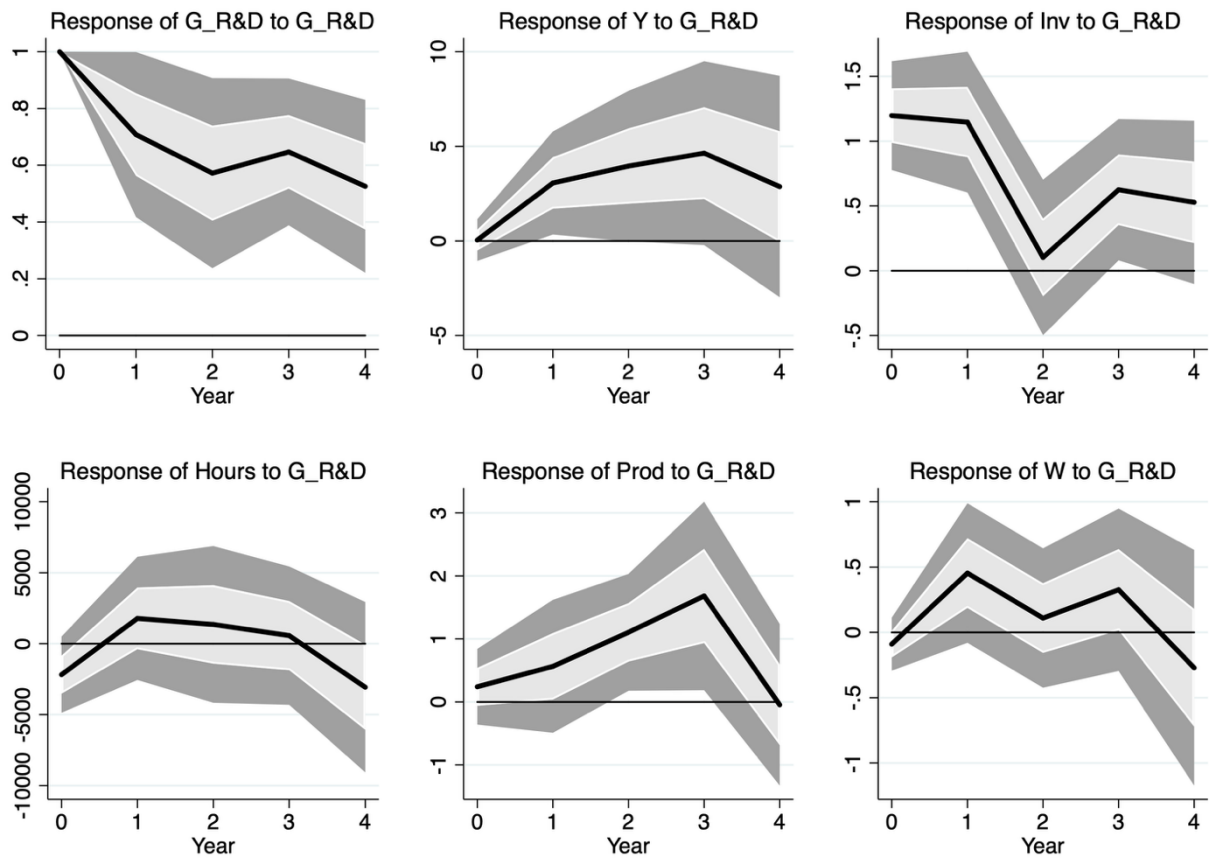 Response of G_R&D to G_R&D
1
.8
.6
.4
.2
0
0 1 2 3 4
Year
Response of Y to G_R&D
10
5
0
-5
0 1 2 3 4
Year
Response of Inv to G_R&D
1.5
1
.5
0
-.5
0 1 2 3 4
Year
Response of Hours to G_R&D
10000
5000
0
-5000
-10000
0 1 2 3 4
Year
Response of Prod to G_R&D
3
2
1
0
-1
0 1 2 3 4
Year
Response of W to G_R&D
1
.5
0
-.5
-1
0 1 2 3 4
Year